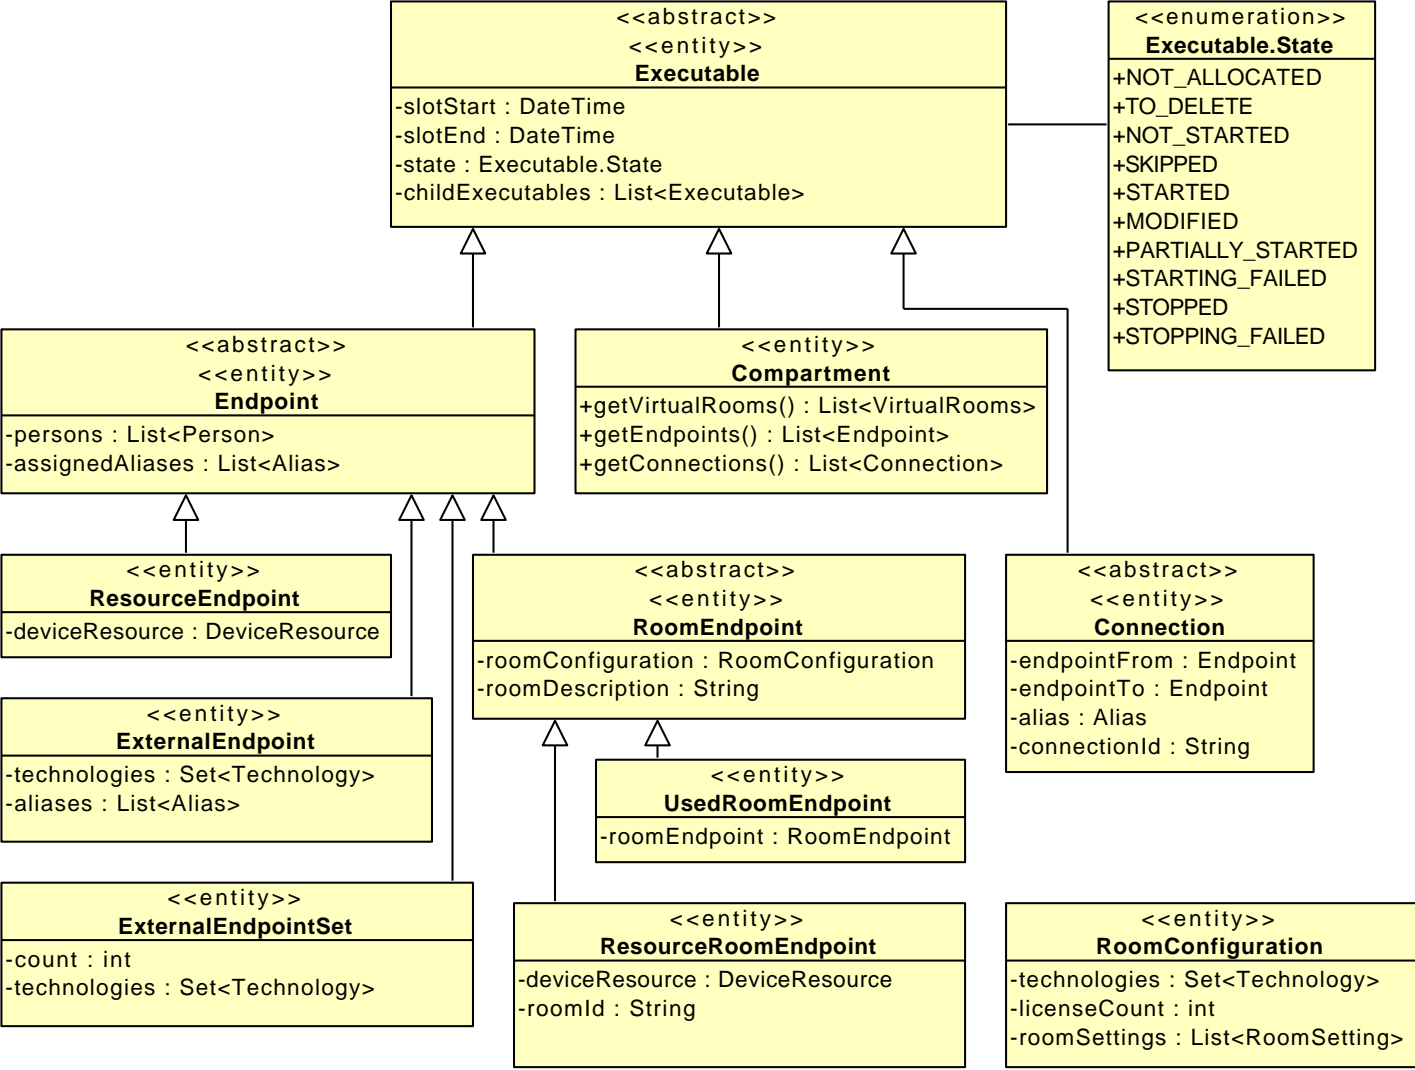 <<abstract>>
<<entity>>
Executable
-slotStart : DateTime
-slotEnd : DateTime
-state : Executable.State
-childExecutables : List<Executable>
<<enumeration>>
Executable.State
+NOT_ALLOCATED
+TO_DELETE
+NOT_STARTED
+SKIPPED
+STARTED
+MODIFIED
+PARTIALLY_STARTED
+STARTING_FAILED
+STOPPED
+STOPPING_FAILED
<<abstract>>
<<entity>>
Endpoint
-persons : List<Person>
-assignedAliases : List<Alias>
<<entity>>
Compartment
+getVirtualRooms() : List<VirtualRooms>
+getEndpoints() : List<Endpoint>
+getConnections() : List<Connection>
<<entity>>
ResourceEndpoint
-deviceResource : DeviceResource
<<abstract>>
<<entity>>
RoomEndpoint
-roomConfiguration : RoomConfiguration
-roomDescription : String
<<abstract>>
<<entity>>
Connection
-endpointFrom : Endpoint
-endpointTo : Endpoint
-alias : Alias
-connectionId : String
<<entity>>
ExternalEndpoint
-technologies : Set<Technology>
-aliases : List<Alias>
<<entity>>
UsedRoomEndpoint
-roomEndpoint : RoomEndpoint
<<entity>>
ExternalEndpointSet
-count : int
-technologies : Set<Technology>
<<entity>>
ResourceRoomEndpoint
-deviceResource : DeviceResource
-roomId : String
<<entity>>
RoomConfiguration
-technologies : Set<Technology>
-licenseCount : int
-roomSettings : List<RoomSetting>